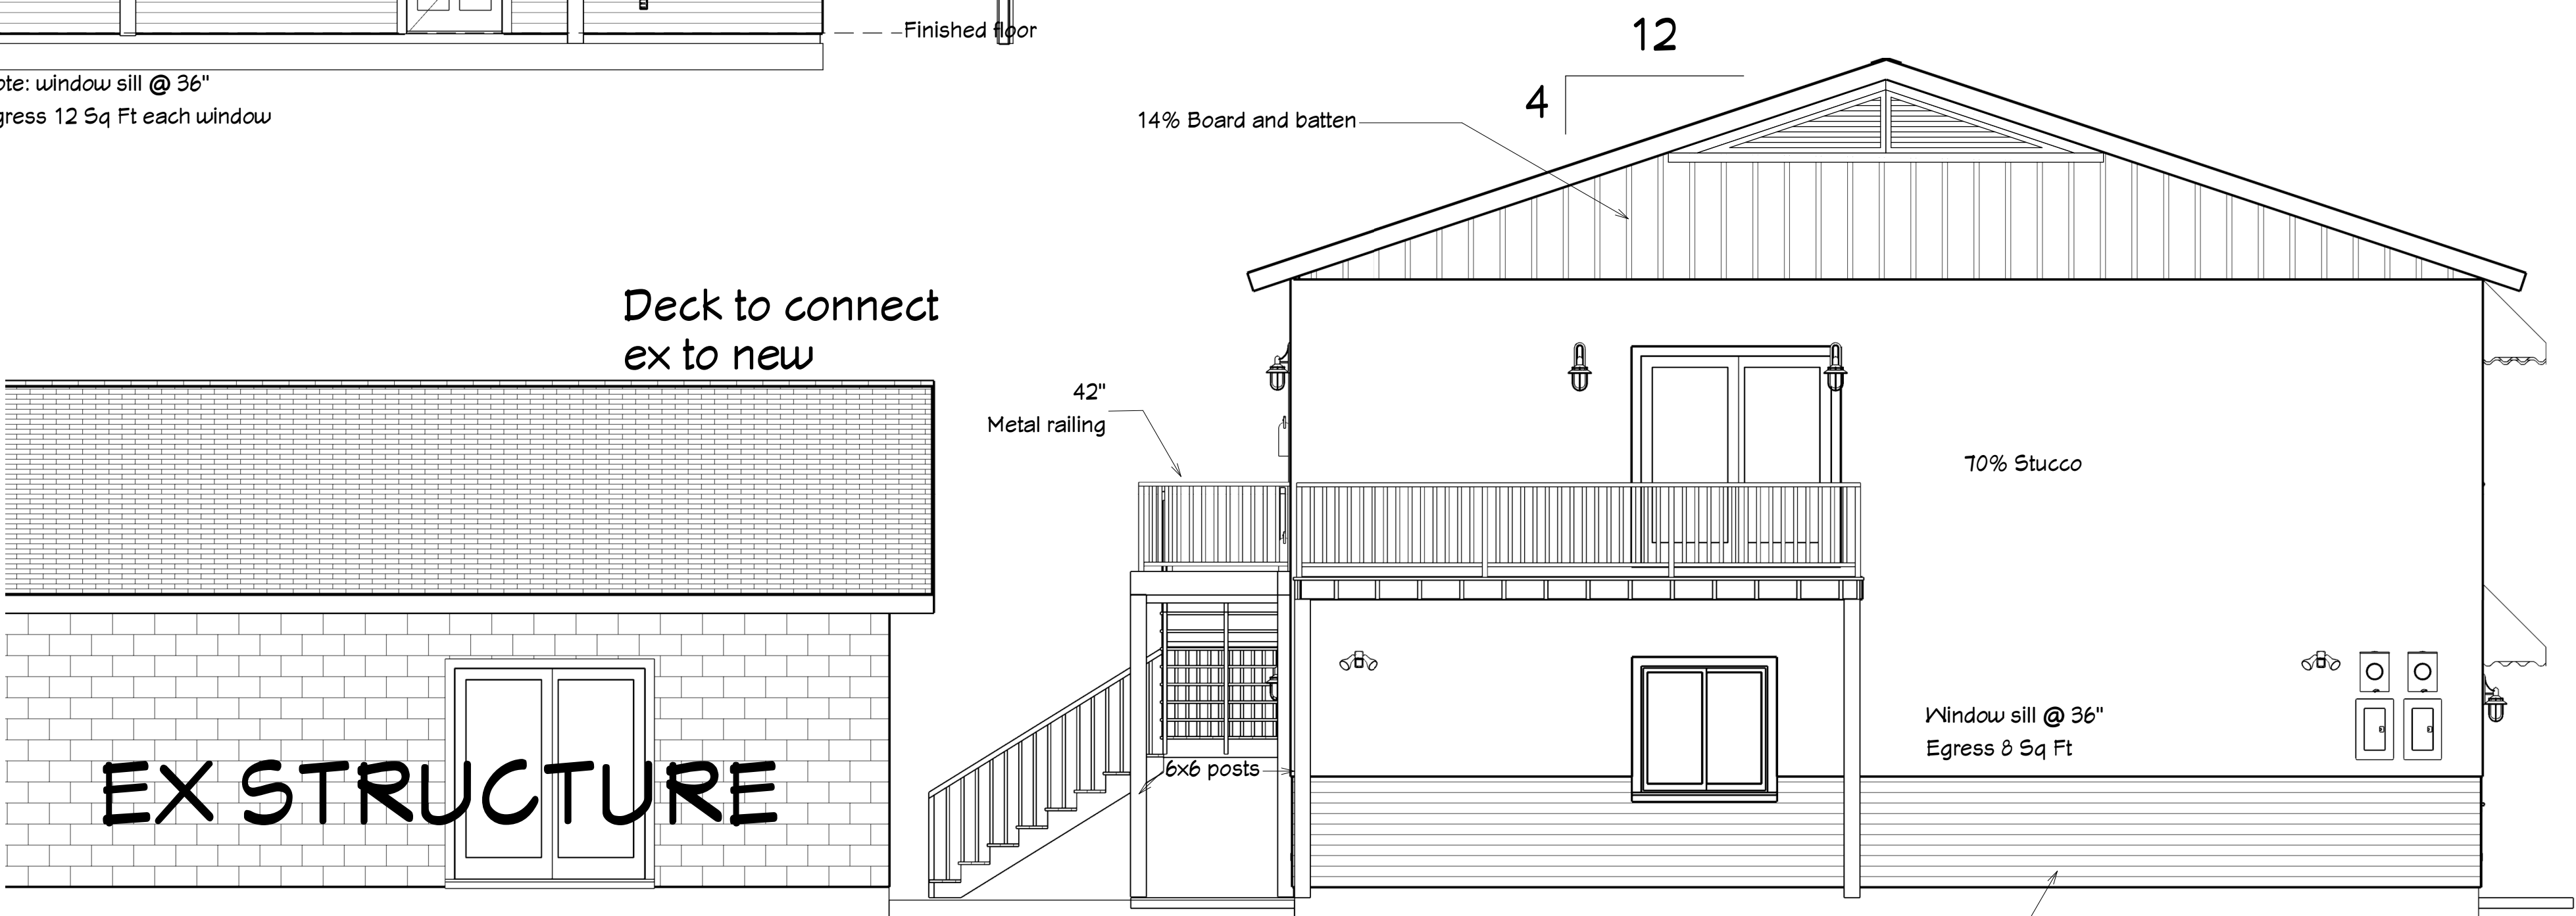 Finished floor
ote: window sill @ 36"
gress 12 Sq Ft each window
12
4
14% Board and batten
Deck to connect
ex to new
42"
Metal railing
70% Stucco
Window sill @ 36"
Egress 8 Sq Ft
6x6 posts
EX STRUCTURE